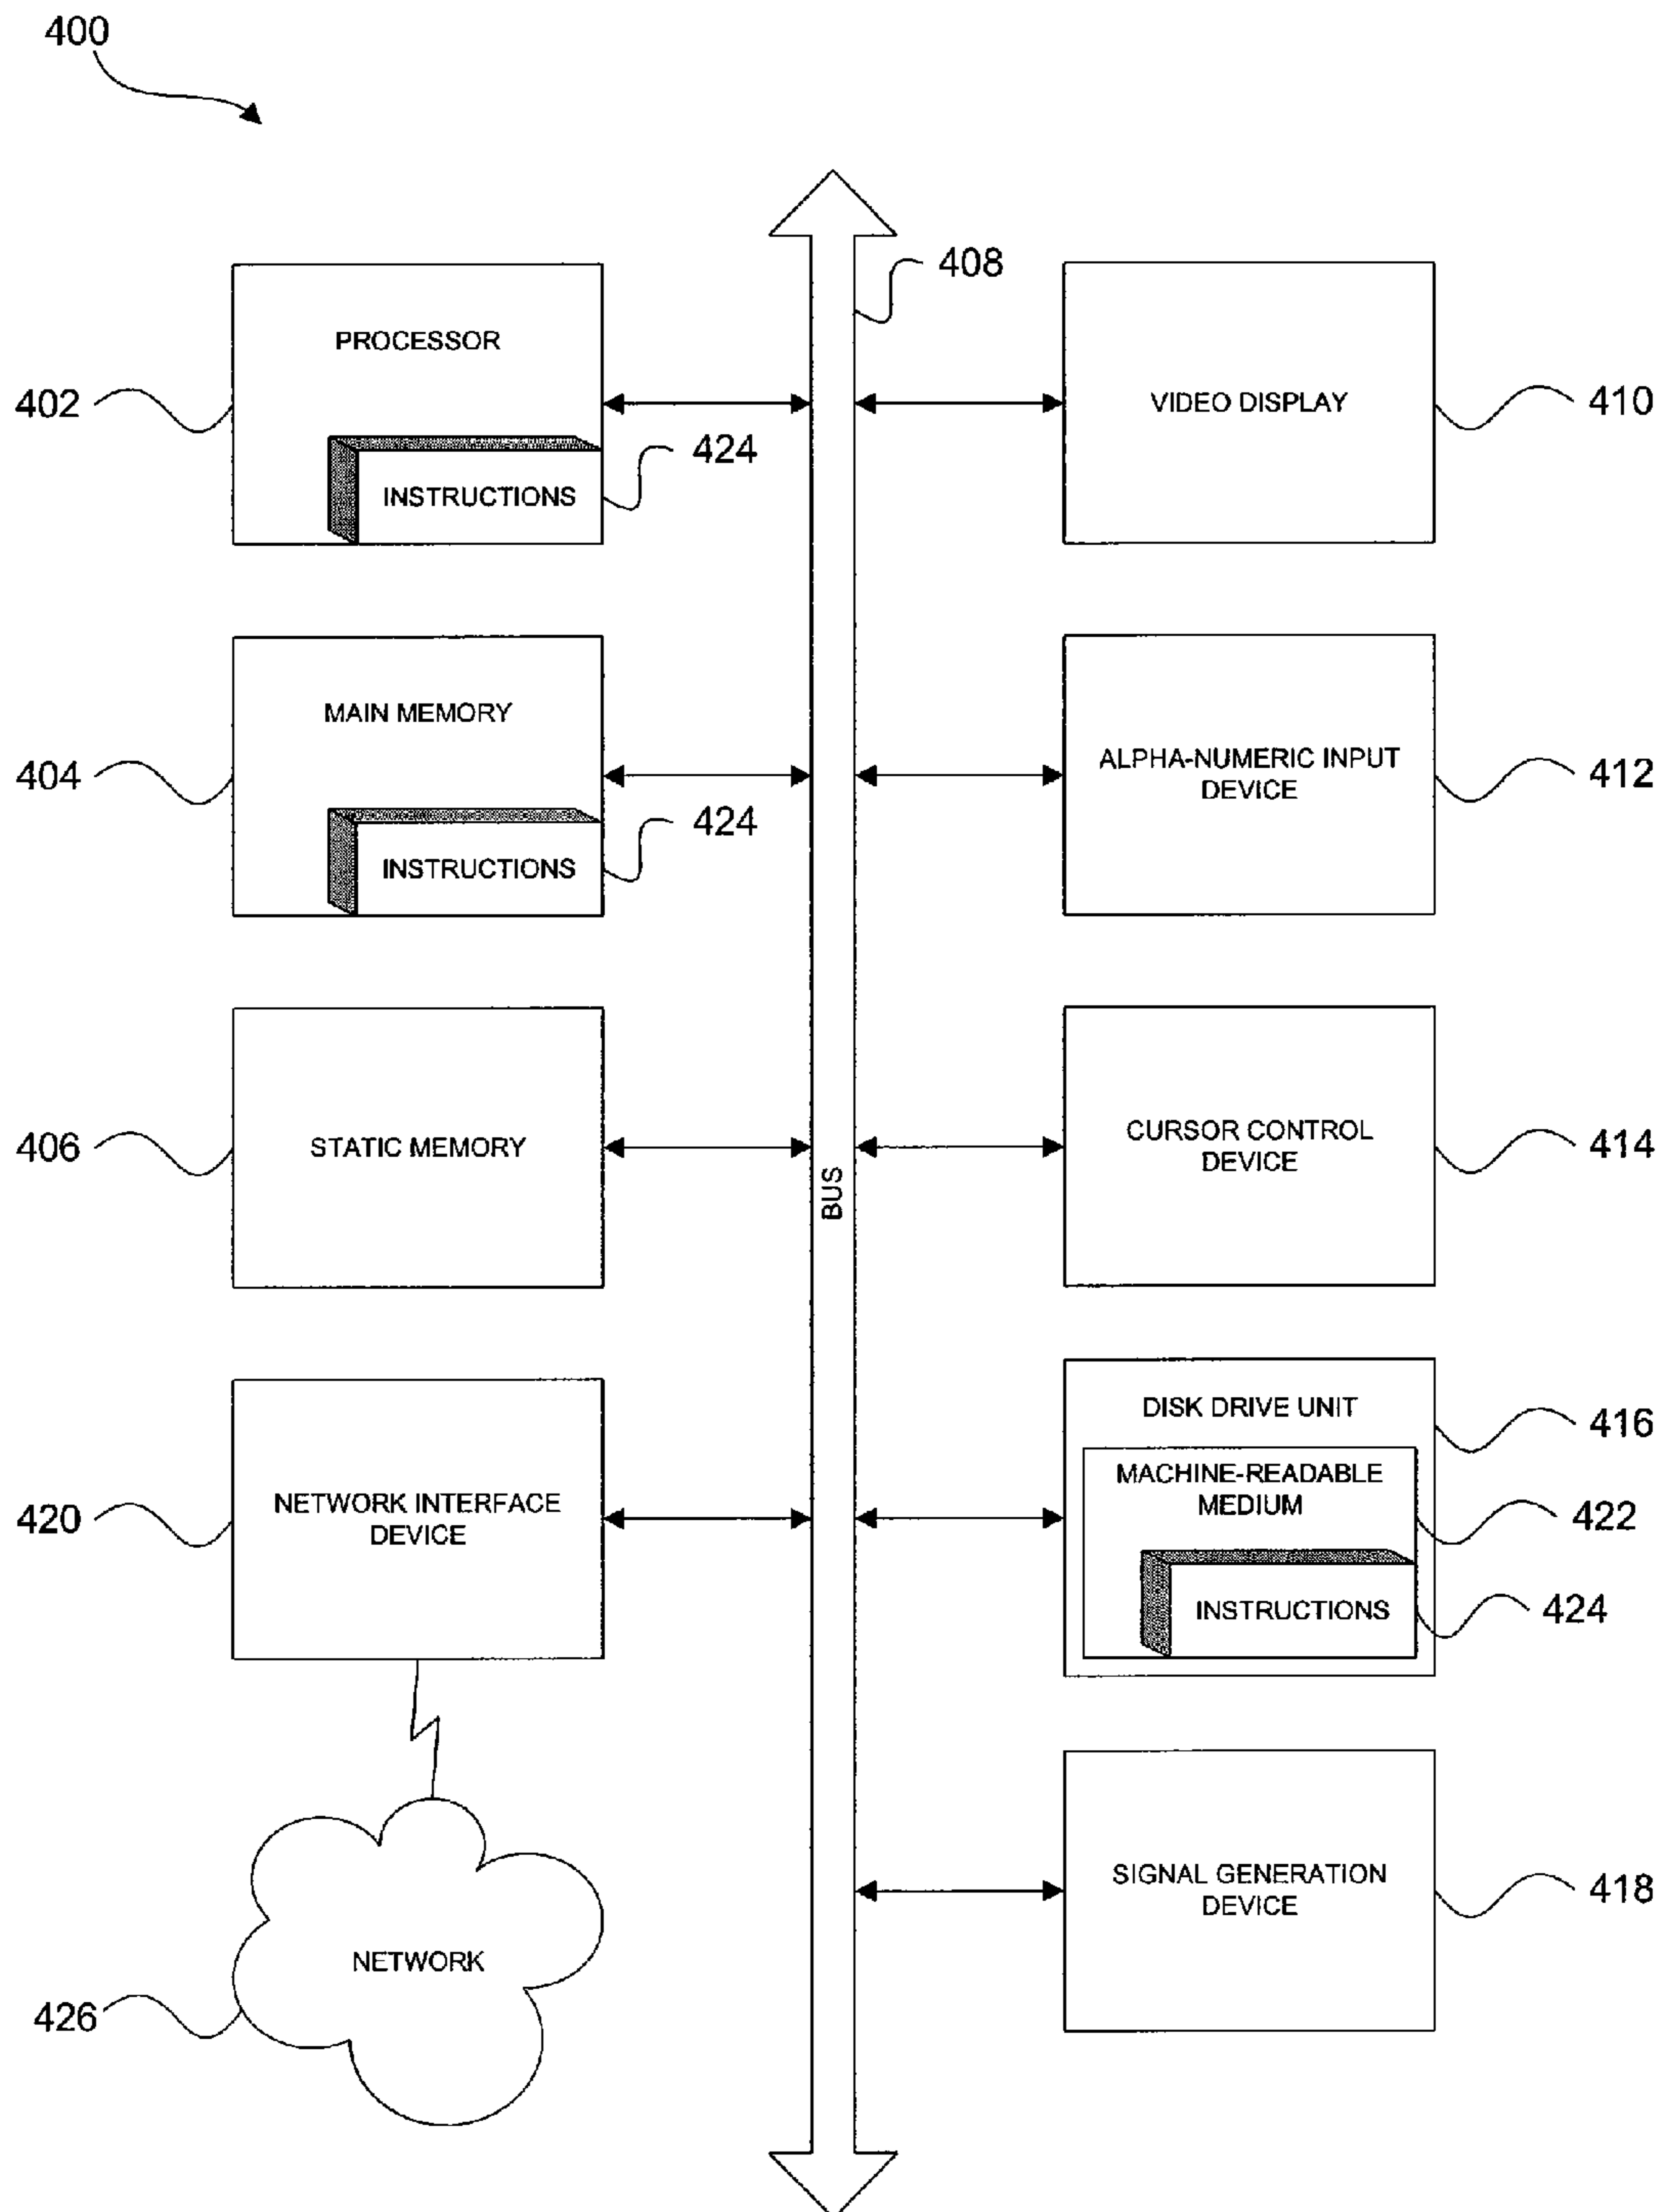 400
408
PROCESSOR
402
424
INSTRUCTIONS
VIDEO DISPLAY
410
MAIN MEMORY
404
424
INSTRUCTIONS
ALPHA-NUMERIC INPUT
DEVICE
412
406
STATIC MEMORY
BUS
CURSOR CONTROL
DEVICE
414
420
NETWORK INTERFACE
DEVICE
DISK DRIVE UNIT
416
MACHINE-READABLE
MEDIUM
422
INSTRUCTIONS
424
NETWORK
426
SIGNAL GENERATION
DEVICE
418